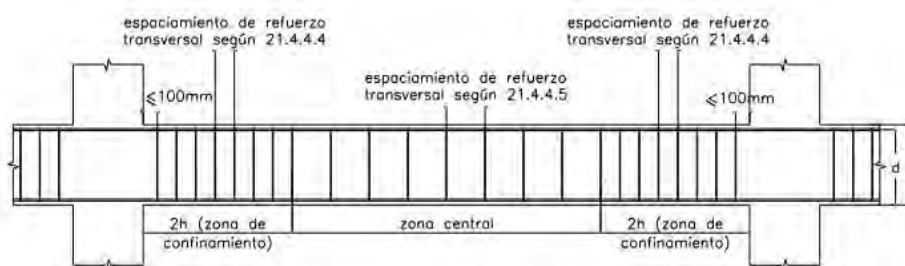 espaciamiento de refuerzo
transversal según 21.4.4.4
espaciamiento de refuerzo
transversal según 21.4.4.4
espaciamiento de refuerzo
transversal según 21.4.4.5
≤100mm
≤100mm
d
2h (zona de
confinamiento)
zona central
2h (zona de
confinamiento)